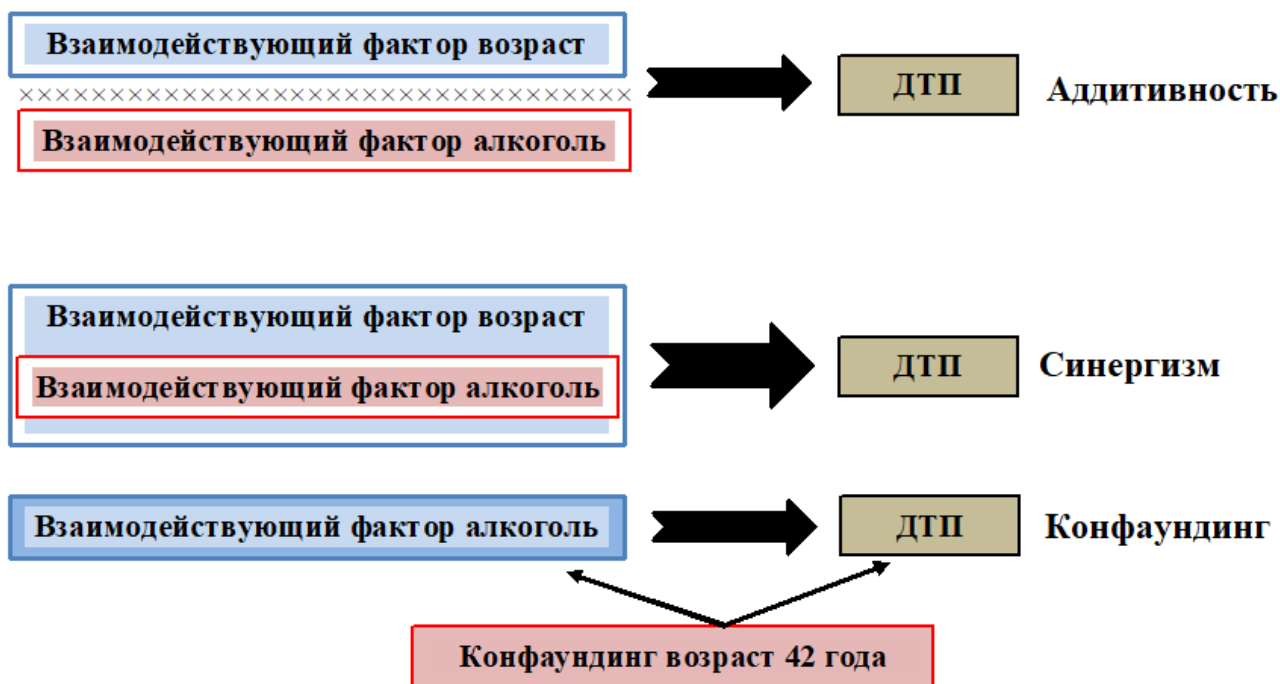 Взаимодействующий фактор возраст
××××××××××××××××××××××××××××××××××
Взаимодействующий фактор алкоголь
ДТП
Аддитивность
Взаимодействующий фактор возраст
Взаимодействующий фактор алкоголь
ДТП
Синергизм
Взаимодействующий фактор алкоголь
ДТП
Конфаундинг
Конфаундинг возраст 42 года